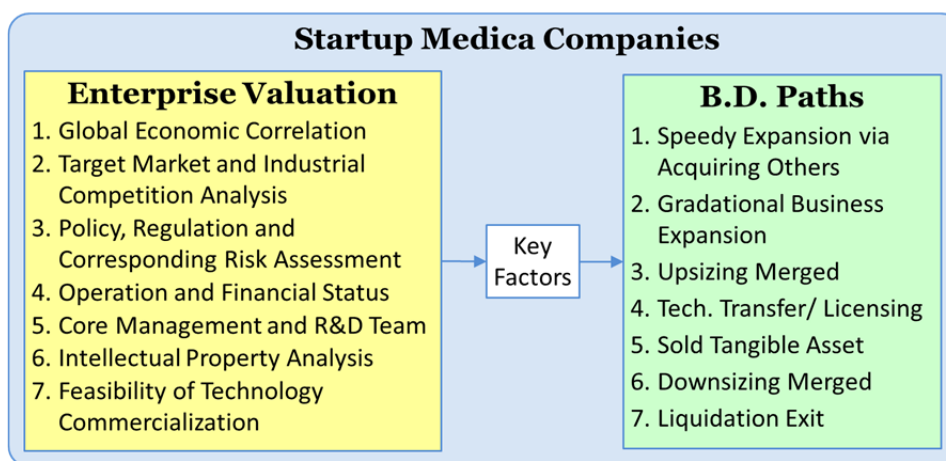 Startup Medica Companies
Enterprise Valuation
1. Global Economic Correlation
2. Target Market and Industrial
Competition Analysis
3. Policy, Regulation and
Corresponding Risk Assessment
4. Operation and Financial Status
5. Core Management and R&D Team
6. Intellectual Property Analysis
7. Feasibility of Technology
Commercialization
Key
Factors
B.D. Paths
1. Speedy Expansion via
Acquiring Others
2. Gradational Business
Expansion
3. Upsizing Merged
4. Tech. Transfer/ Licensing
5. Sold Tangible Asset
6. Downsizing Merged
7. Liquidation Exit